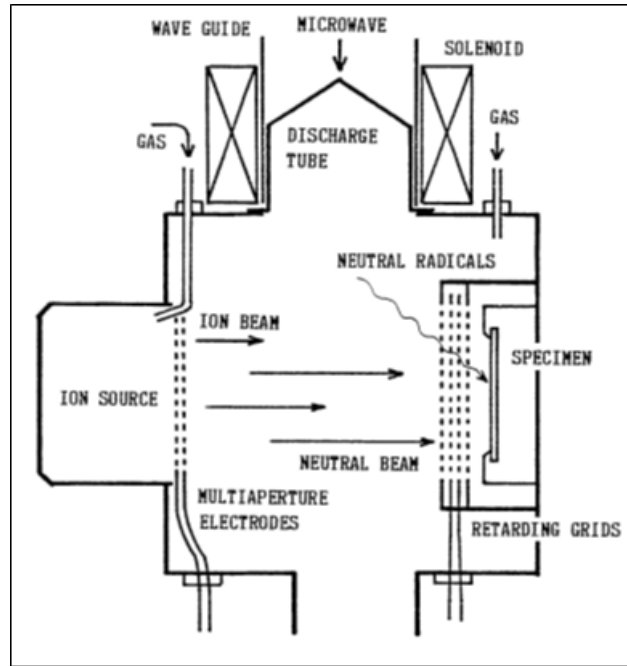 WAVE GUIDE
MICROWAVE
SOLENOID
GAS
DISCHARGE
TUBE
GAS
NEUTRAL RADICALS
ION BEAM
SPECIMEN
ION SOURCE
NEUTRAL BEAM
MULTIAPERTURE
ELECTRODES
RETARDING GRIDS